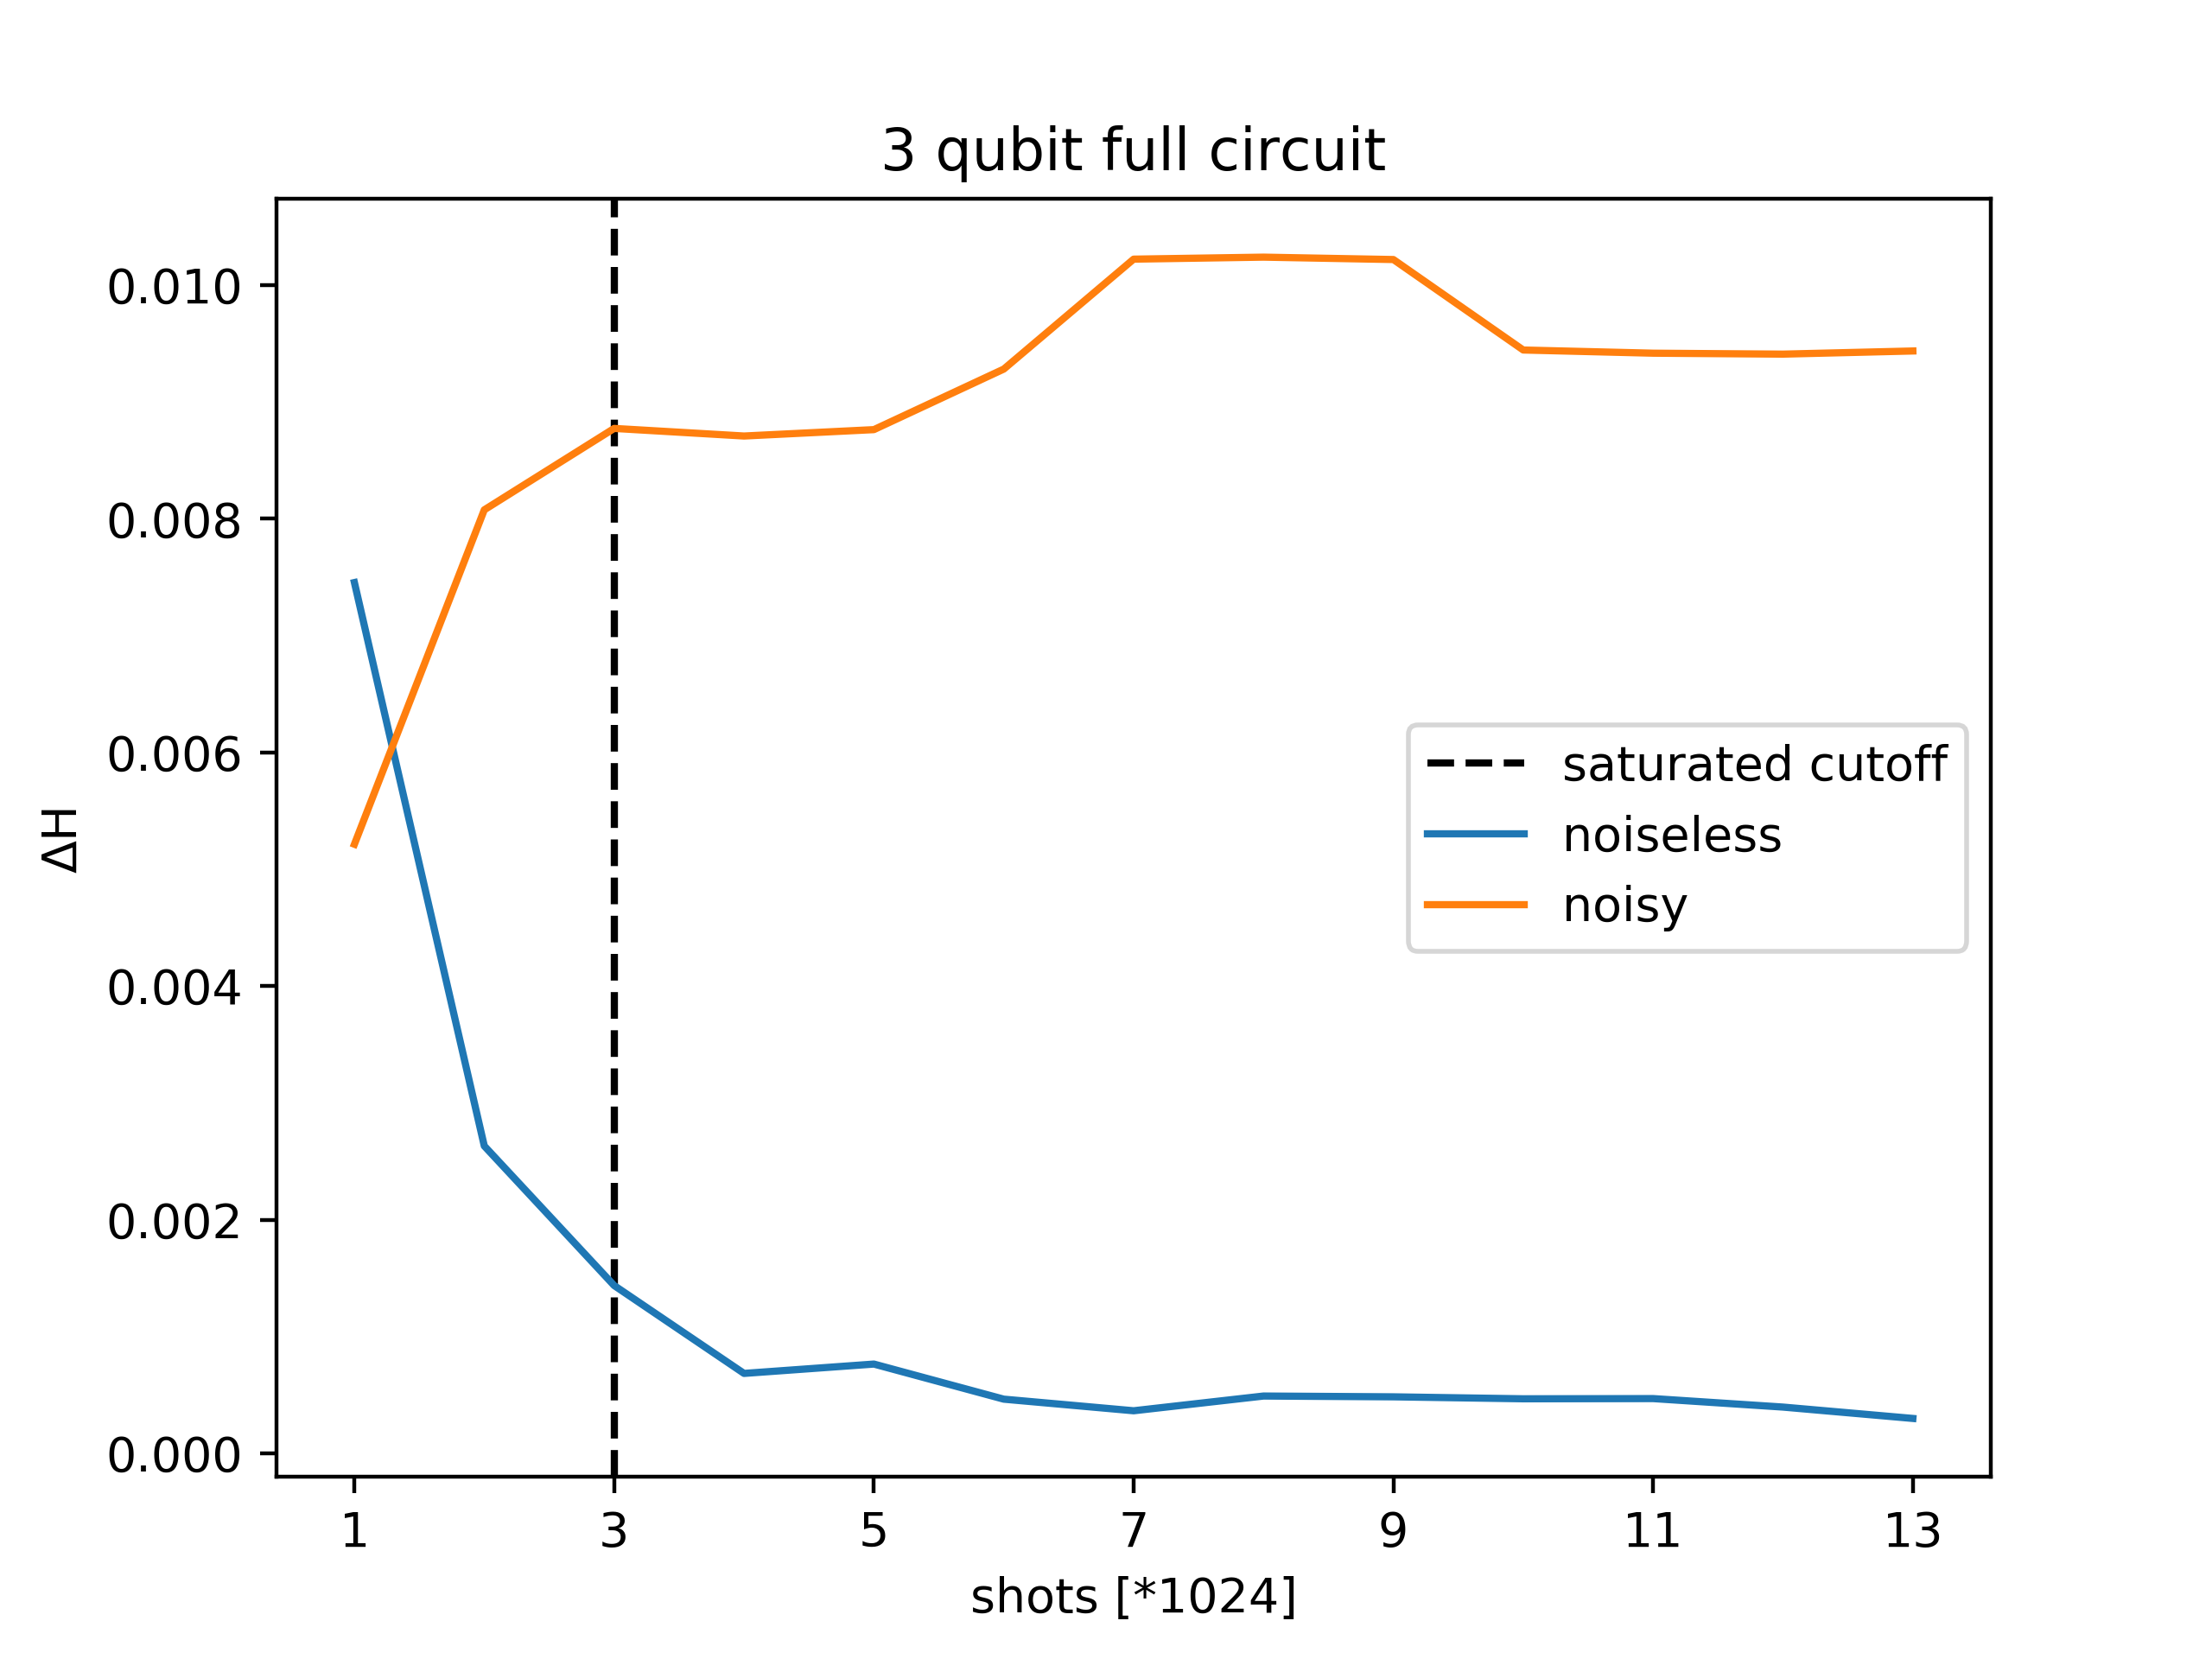 3 qubit full circuit
0.010
0.008
0.006
0.004
0.002
0.000
ΔH
saturated cutoff
noiseless
noisy
1 3 5 7 9 11 13
shots [*1024]